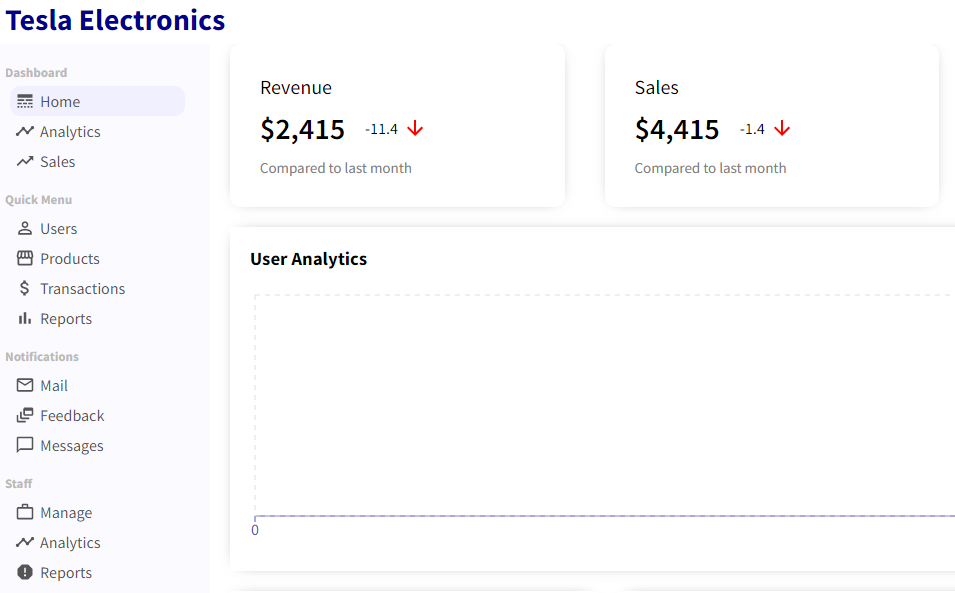 Tesla Electronics
Dashboard
Home
Analytics
Sales
Quick Menu
Users
Products
Transactions
Reports
Notifications
Mail
Feedback
Messages
Staff
Manage
Analytics
Reports
Revenue
$2,415 -11.4
Compared to last month
Sales
$4,415 -1.4
Compared to last month
User Analytics
0